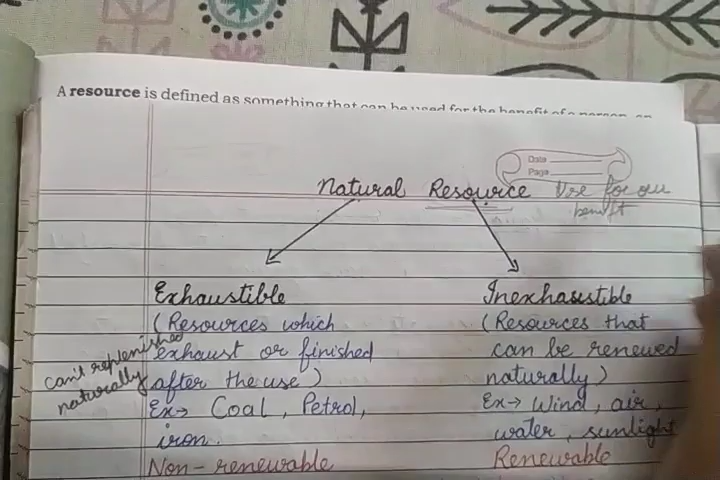 A resource is defined as something that can be used for the benefit of a person, or
Date
Page
Natural Resource Use for our
benefit
Exhaustible
(Resources which
exhaust or finished
after the use)
Ex→ Coal, Petrol,
iron.
Non-renewable
can't replenished
naturally
Inexhaustible
(Resources that
can be renewed
naturally)
Ex→ Wind, air,
water, sunlight
Renewable